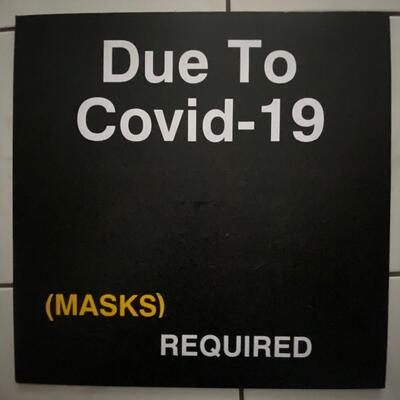 Due To
Covid-19
(MASKS)
REQUIRED